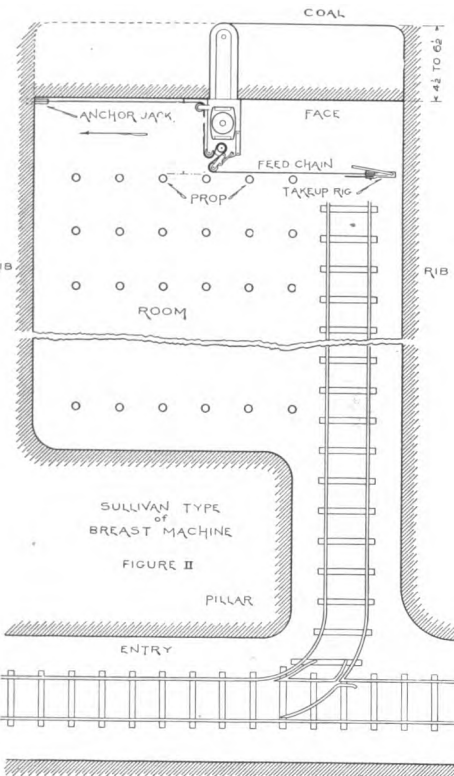 COAL
4½ TO 6½
ANCHOR JACK
FACE
FEED CHAIN
PROP
TAKEUP RIG
RIB
RIB
ROOM
SULLIVAN TYPE
of
BREAST MACHINE
FIGURE II
PILLAR
ENTRY